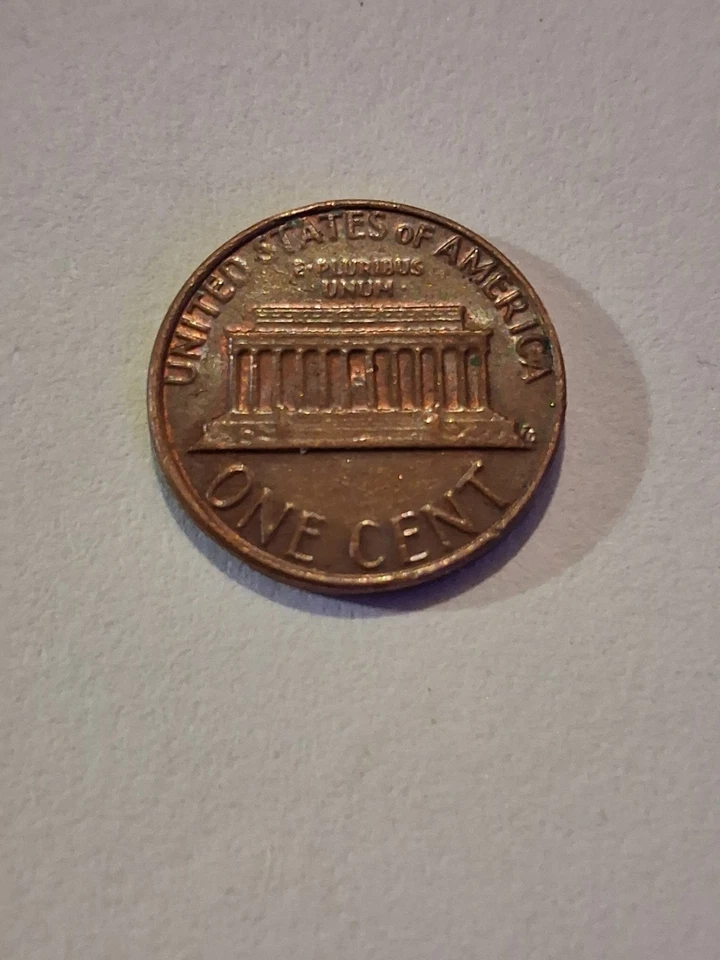 UNITED STATES OF AMERICA
E·PLURIBUS
UNUM·
ONE CENT